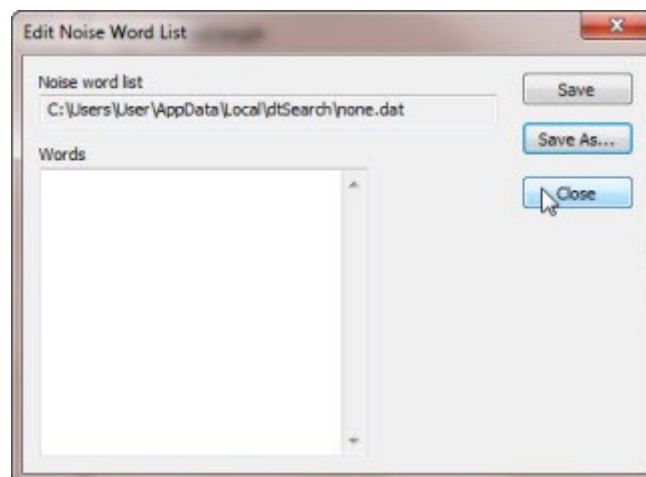 Edit Noise Word List
Noise word list
C:\Users\User\AppData\Local\dtSearch\none.dat
Save
Save As...
Words
Close